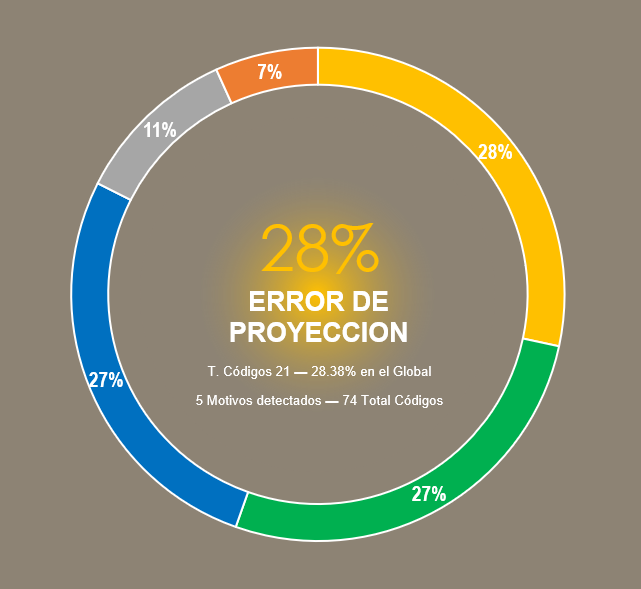 7%
11%
28%
28%
ERROR DE
PROYECCION
T. Códigos 21 — 28.38% en el Global
27%
5 Motivos detectados — 74 Total Códigos
27%